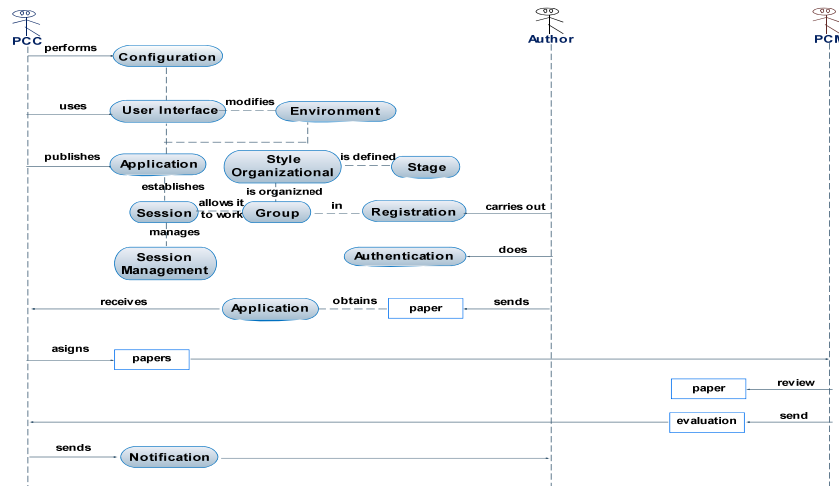 PCC
Author
PCM
performs
Configuration
uses
User Interface
modifies
Environment
publishes
Application
Style
Organizational
is defined
Stage
establishes
is organizned
Session
allows it
to work
Group
in
Registration
carries out
manages
Session
Management
Authentication
does
receives
Application
obtains
paper
sends
asigns
papers
paper
review
evaluation
send
sends
Notification